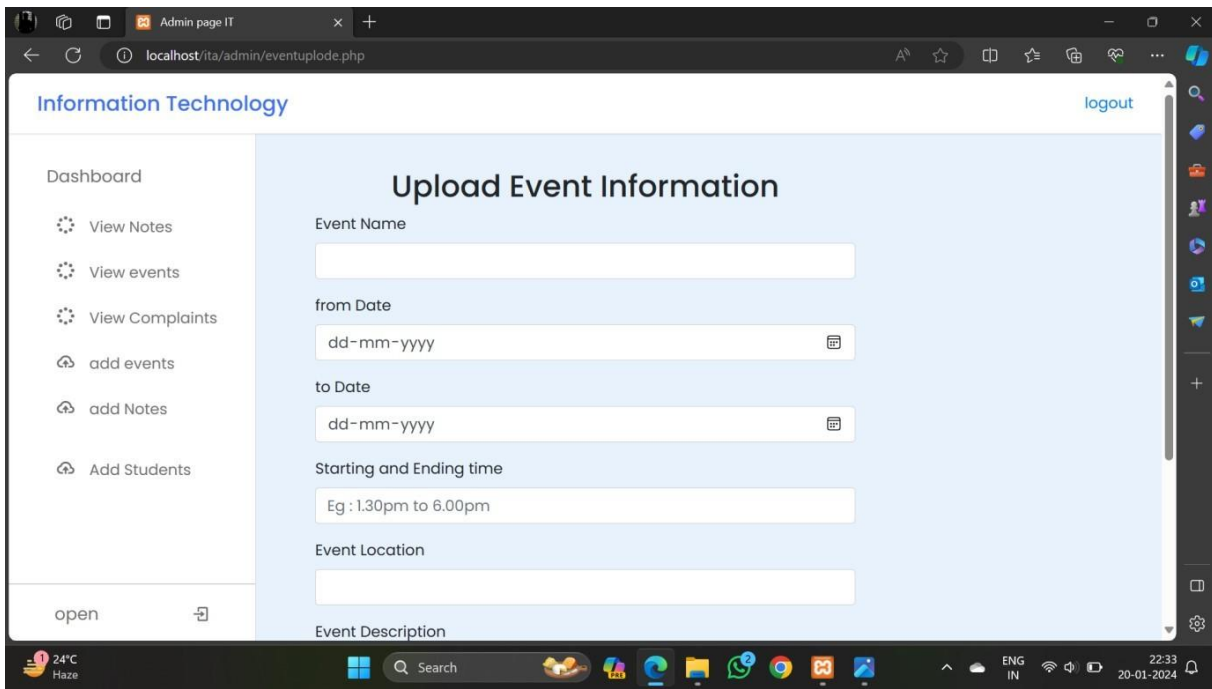 Admin page IT
localhost/ita/admin/eventuplode.php
Information Technology
logout
Dashboard
View Notes
View events
View Complaints
add events
add Notes
Add Students
open
Upload Event Information
Event Name
from Date
dd-mm-yyyy
to Date
dd-mm-yyyy
Starting and Ending time
Eg : 1.30pm to 6.00pm
Event Location
Event Description
1
24°C
Haze
Search
PRE
2
ENG
IN
22:33
20-01-2024